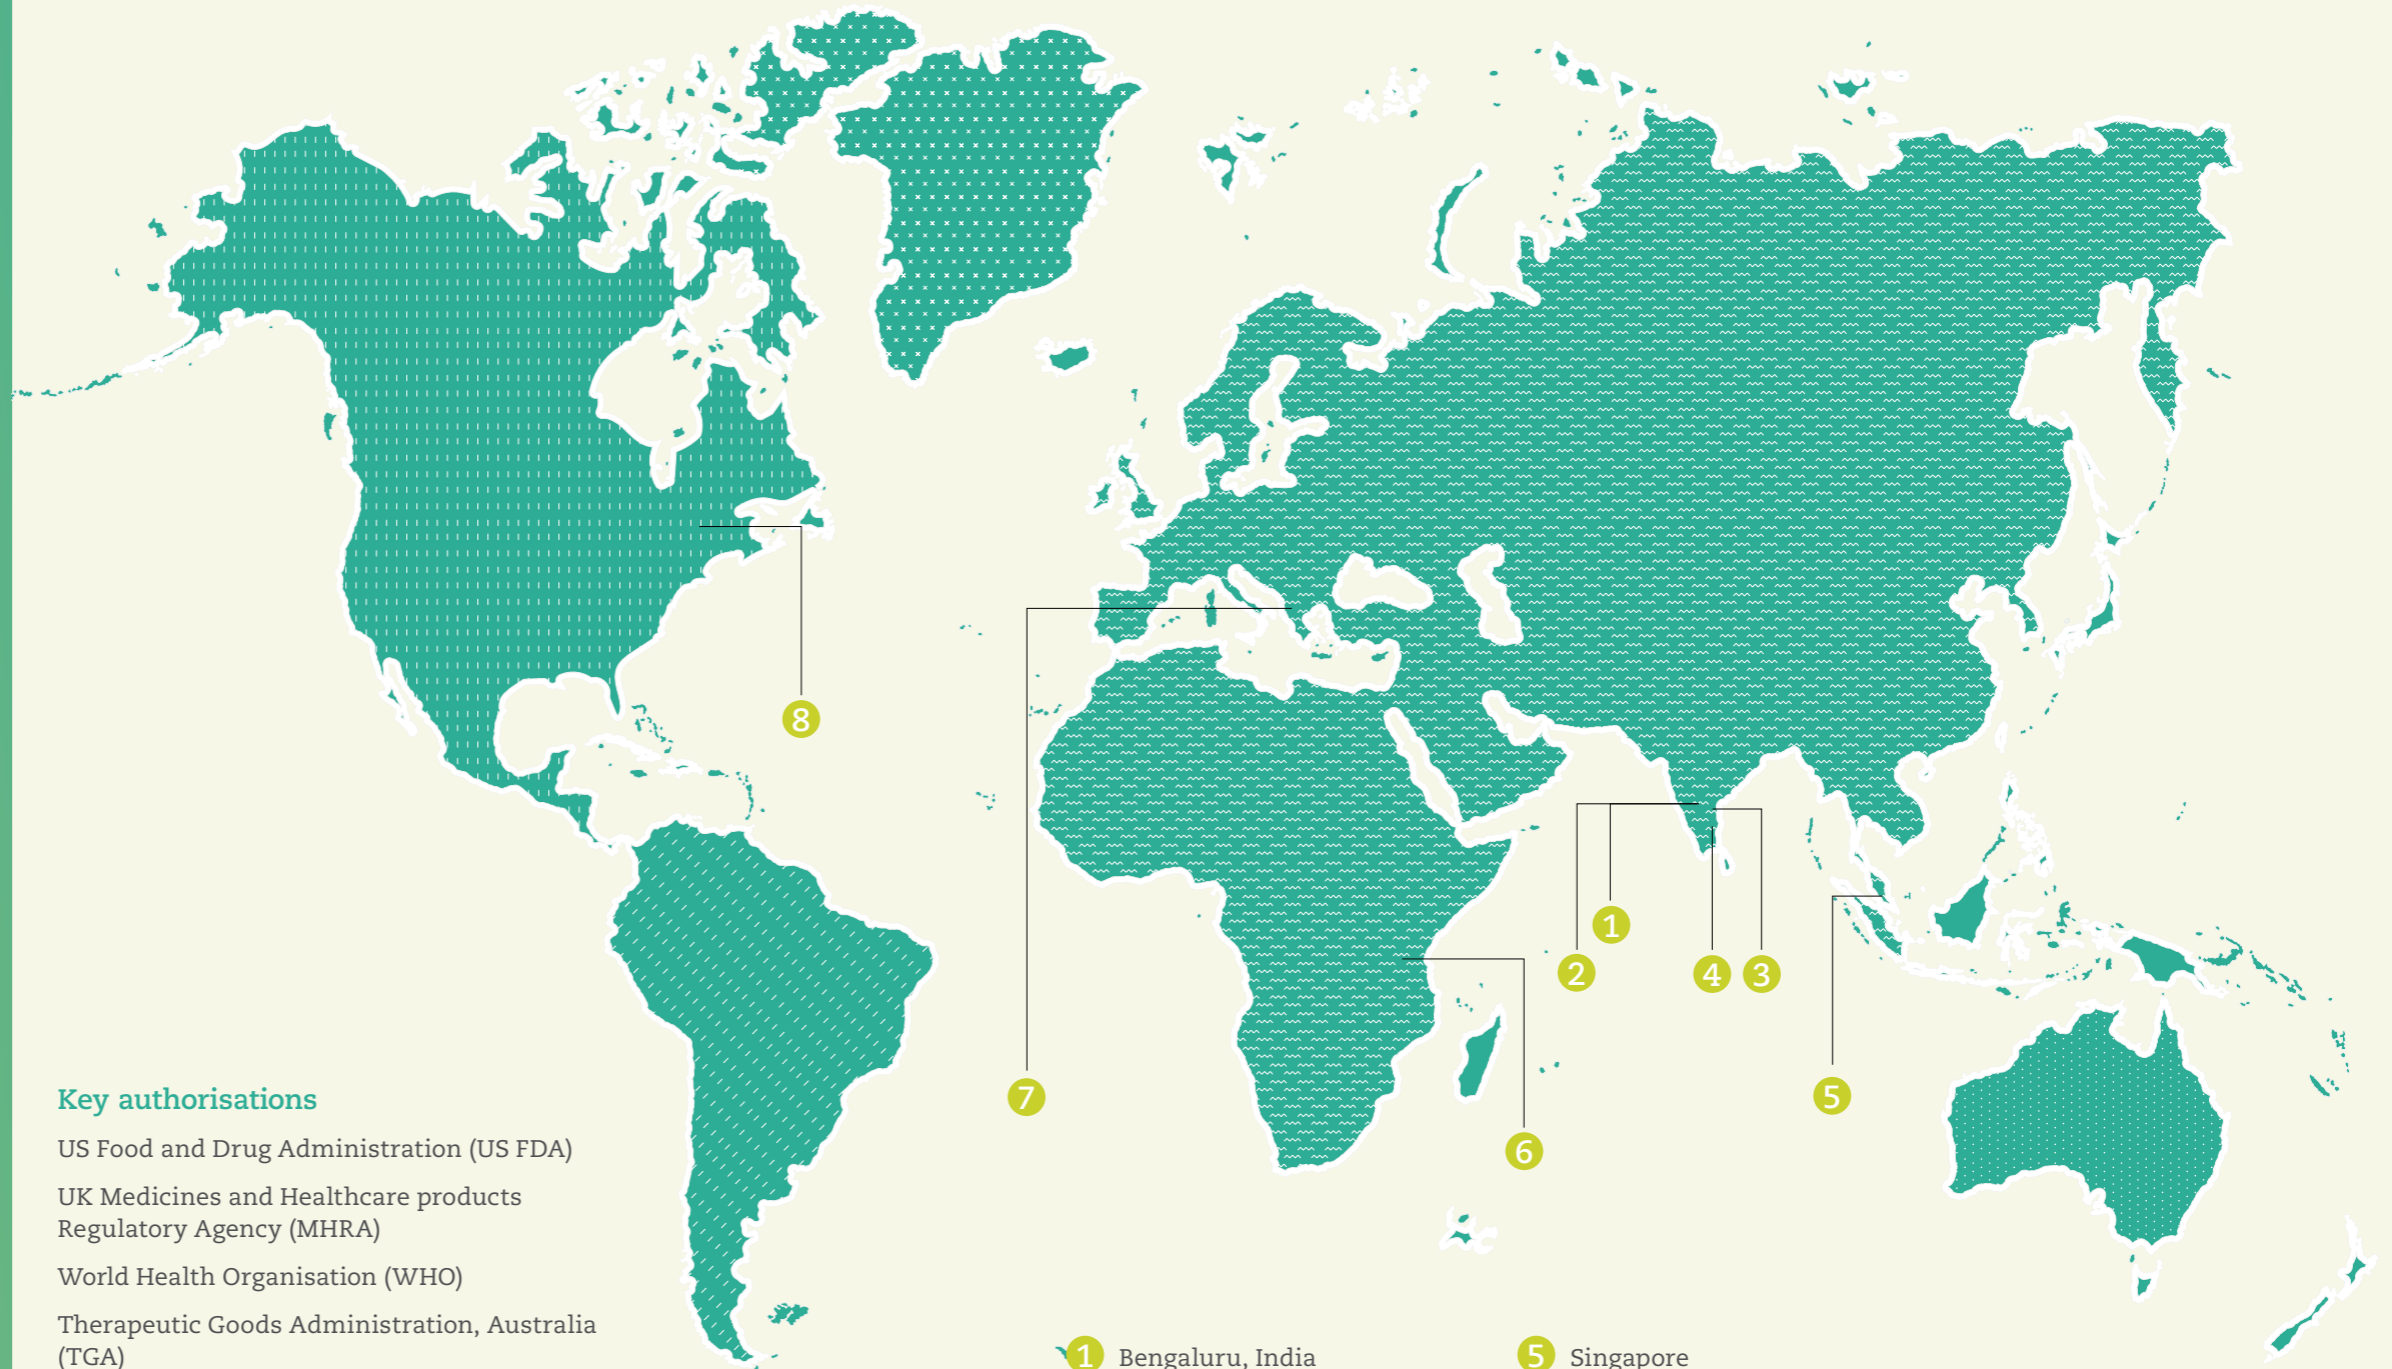 8
1
2
4
3
7
5
6
Key authorisations
US Food and Drug Administration (US FDA)
UK Medicines and Healthcare products
Regulatory Agency (MHRA)
World Health Organisation (WHO)
Therapeutic Goods Administration, Australia
(TGA)
1 Bengaluru, India
5 Singapore